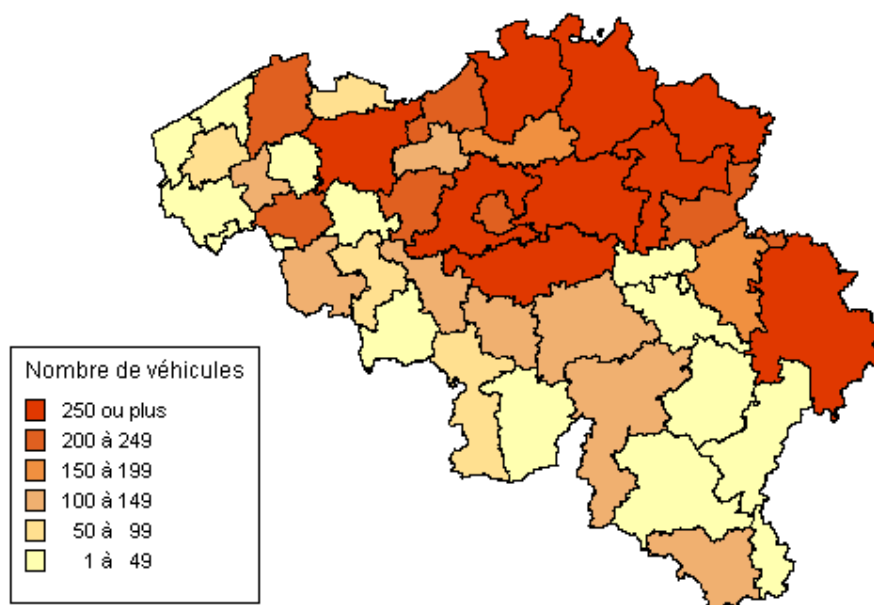 Nombre de véhicules
250 ou plus
200 à 249
150 à 199
100 à 149
50 à 99
1 à 49